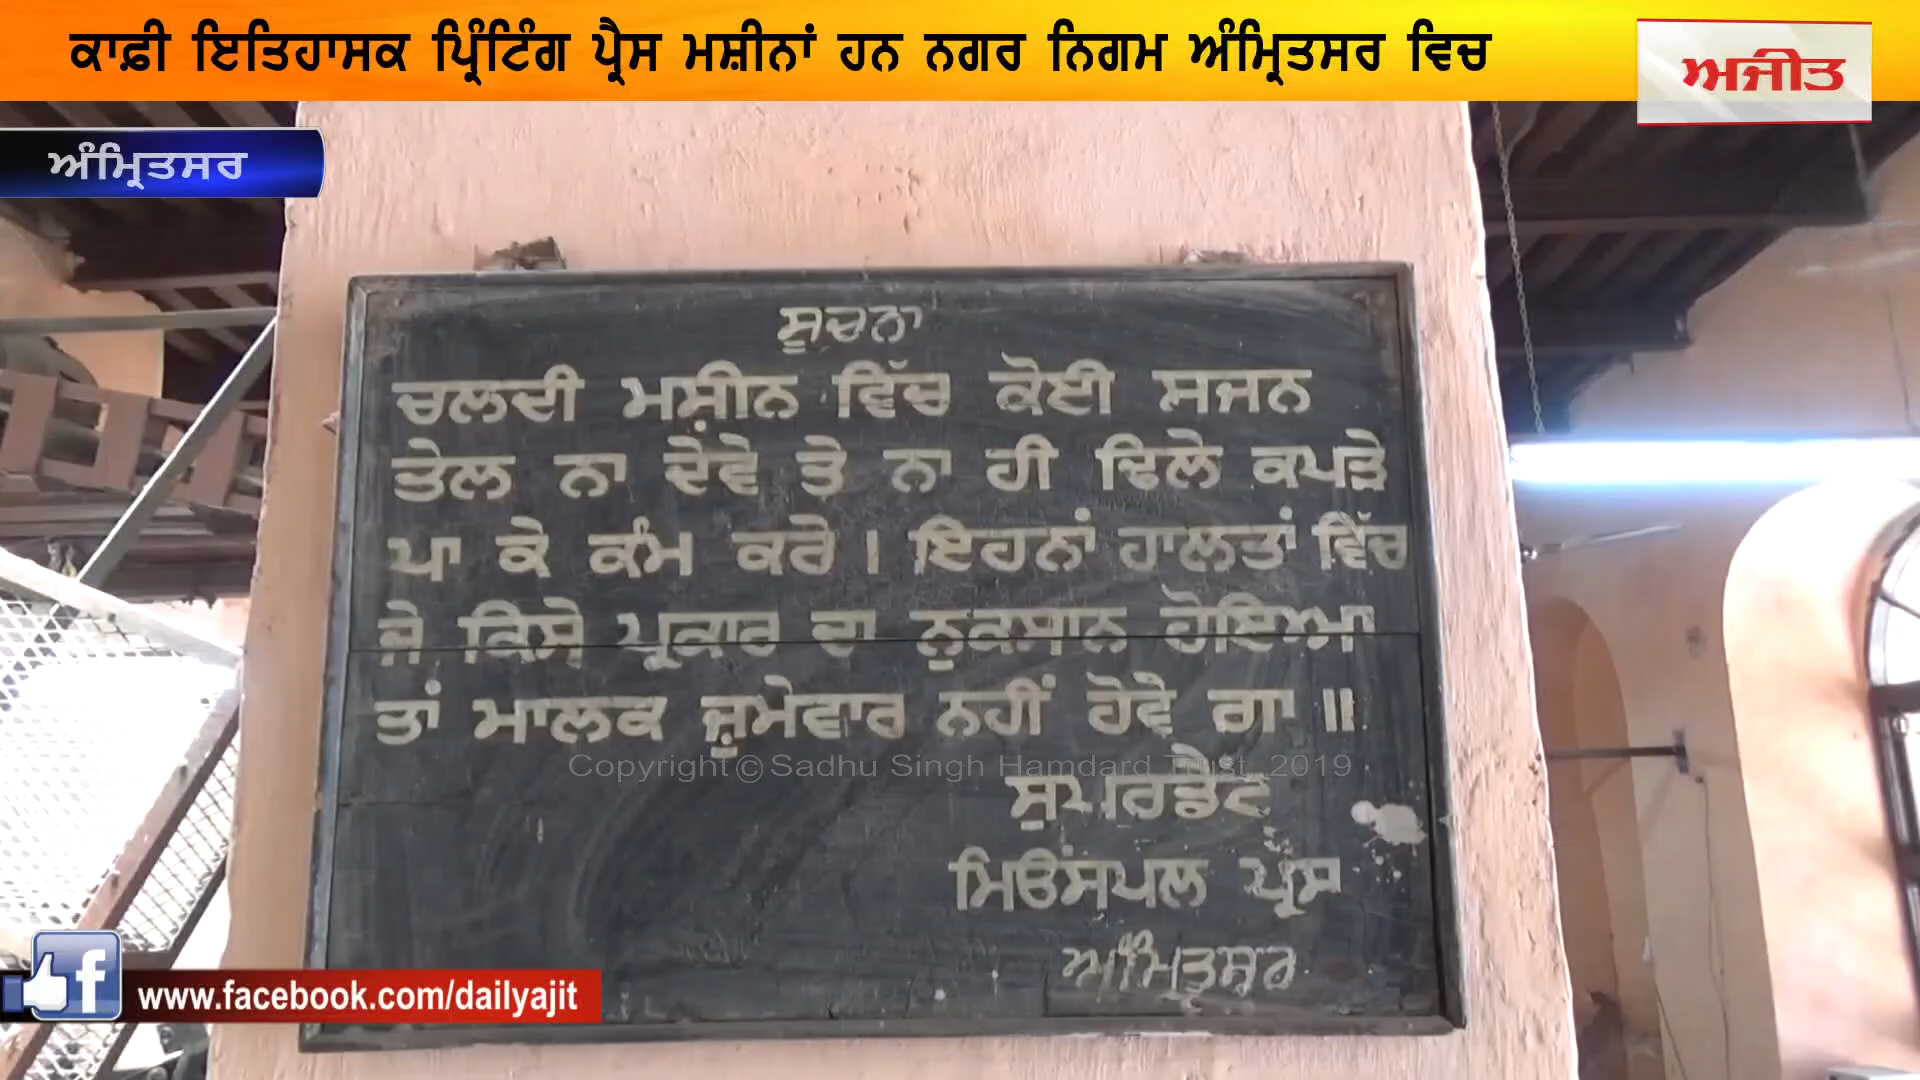 ਕਾਫ਼ੀ ਇਤਿਹਾਸਕ ਪ੍ਰਿੰਟਿੰਗ ਪ੍ਰੈਸ ਮਸ਼ੀਨਾਂ ਹਨ ਨਗਰ ਨਿਗਮ ਅੰਮ੍ਰਿਤਸਰ ਵਿਚ
ਅਜੀਤ
ਅੰਮ੍ਰਿਤਸਰ
ਸੂਚਨਾ
ਚਲਦੀ ਮਸ਼ੀਨ ਵਿੱਚ ਕੋਈ ਸਜਨ
ਤੇਲ ਨਾ ਦੇਵੇ ਤੇ ਨਾ ਹੀ ਢਿਲੇ ਕਪੜੇ
ਪਾ ਕੇ ਕੰਮ ਕਰੇ । ਇਹਨਾਂ ਹਾਲਤਾਂ ਵਿੱਚ
ਜੇ ਕਿਸੇ ਪ੍ਰਕਾਰ ਦਾ ਨੁਕਸਾਨ ਹੋਇਆ
ਤਾਂ ਮਾਲਕ ਜ਼ੂਮੇਵਾਰ ਨਹੀਂ ਹੋਵੇ ਗਾ ॥
Copyright © Sadhu Singh Hamdard Trust, 2019
ਸੁਪਰਡੈਂਟ
ਮਿਓਂਸਪਲ ਪ੍ਰੈਸ
ਅੰਮ੍ਰਿਤਸਰ
www.facebook.com/dailyajit